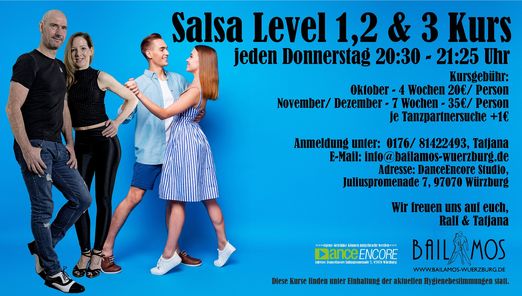 Salsa Level 1,2 & 3 Kurs
jeden Donnerstag 20:30 - 21:25 Uhr
Kursgebühr:
Oktober - 4 Wochen 20€/ Person
November/ Dezember - 7 Wochen - 35€/ Person
je Tanzpartnersuche +1€
Anmeldung unter: 0176/ 81422493, Tatjana
E-Mail: info@bailamos-wuerzburg.de
Adresse: DanceEncore Studio,
Juliuspromenade 7, 97070 Würzburg
Wir freuen uns auf euch,
Ralf & Tatjana
DanceENCORE
BAILAMOS
WWW.BAILAMOS-WUERZBURG.DE
Diese Kurse finden unter Einhaltung der aktuellen Hygienebestimmungen statt.